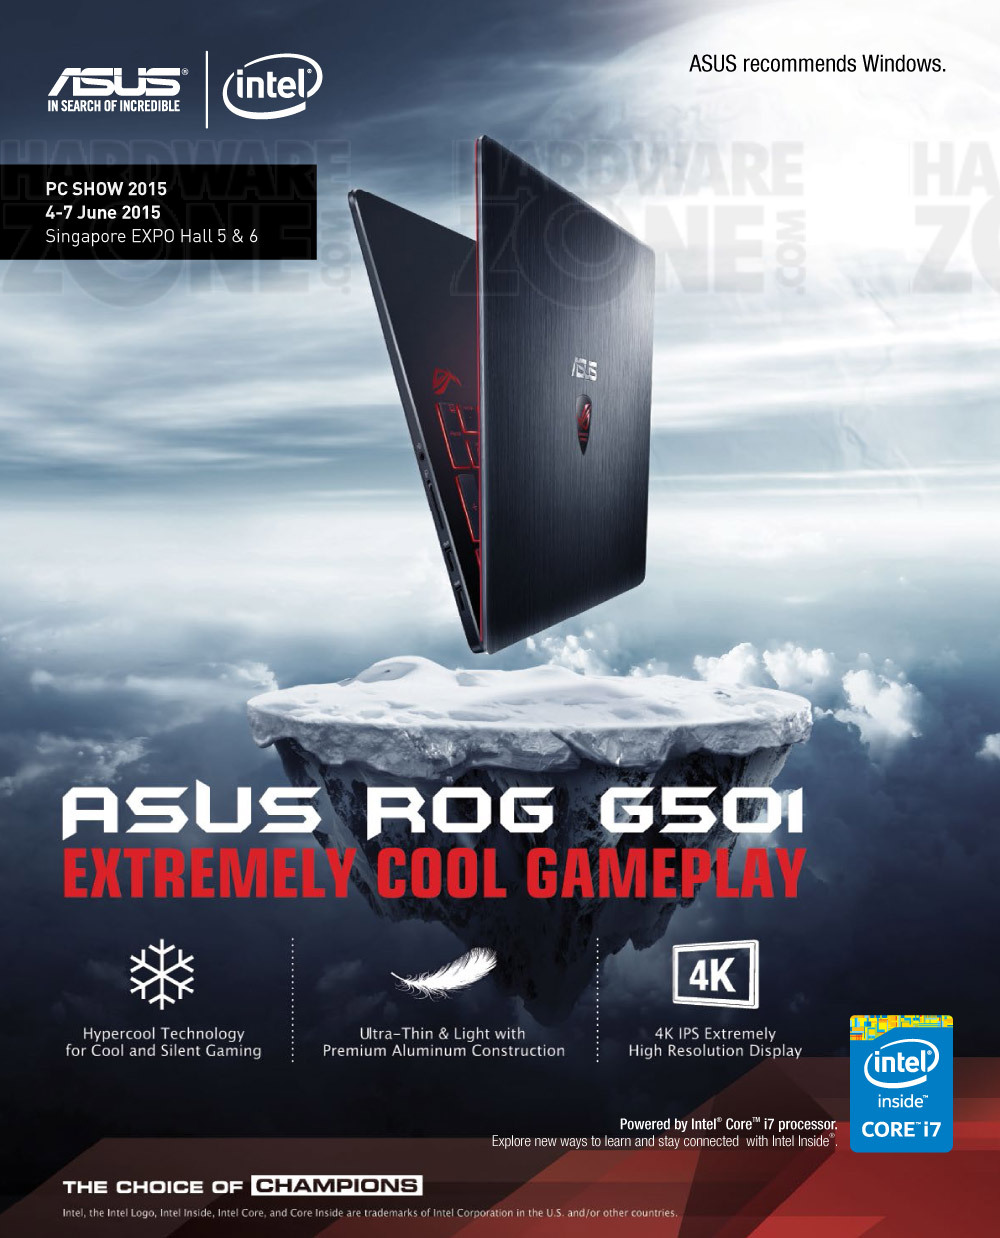 ASUS®
IN SEARCH OF INCREDIBLE
intel®
ASUS recommends Windows.
HARDWARE
ZONE.COM
HARDWARE
ZONE.COM
HA
Z
PC SHOW 2015
4-7 June 2015
Singapore EXPO Hall 5 & 6
ASUS
ASUS ROG G501
EXTREMELY COOL GAMEPLAY
4K
Hypercool Technology
for Cool and Silent Gaming
Ultra-Thin & Light with
Premium Aluminum Construction
4K IPS Extremely
High Resolution Display
intel®
inside™
CORE™ i7
Powered by Intel® Core™ i7 processor.
Explore new ways to learn and stay connected with Intel Inside®.
THE CHOICE OF CHAMPIONS
Intel, the Intel Logo, Intel Inside, Intel Core, and Core Inside are trademarks of Intel Corporation in the U.S. and/or other countries.